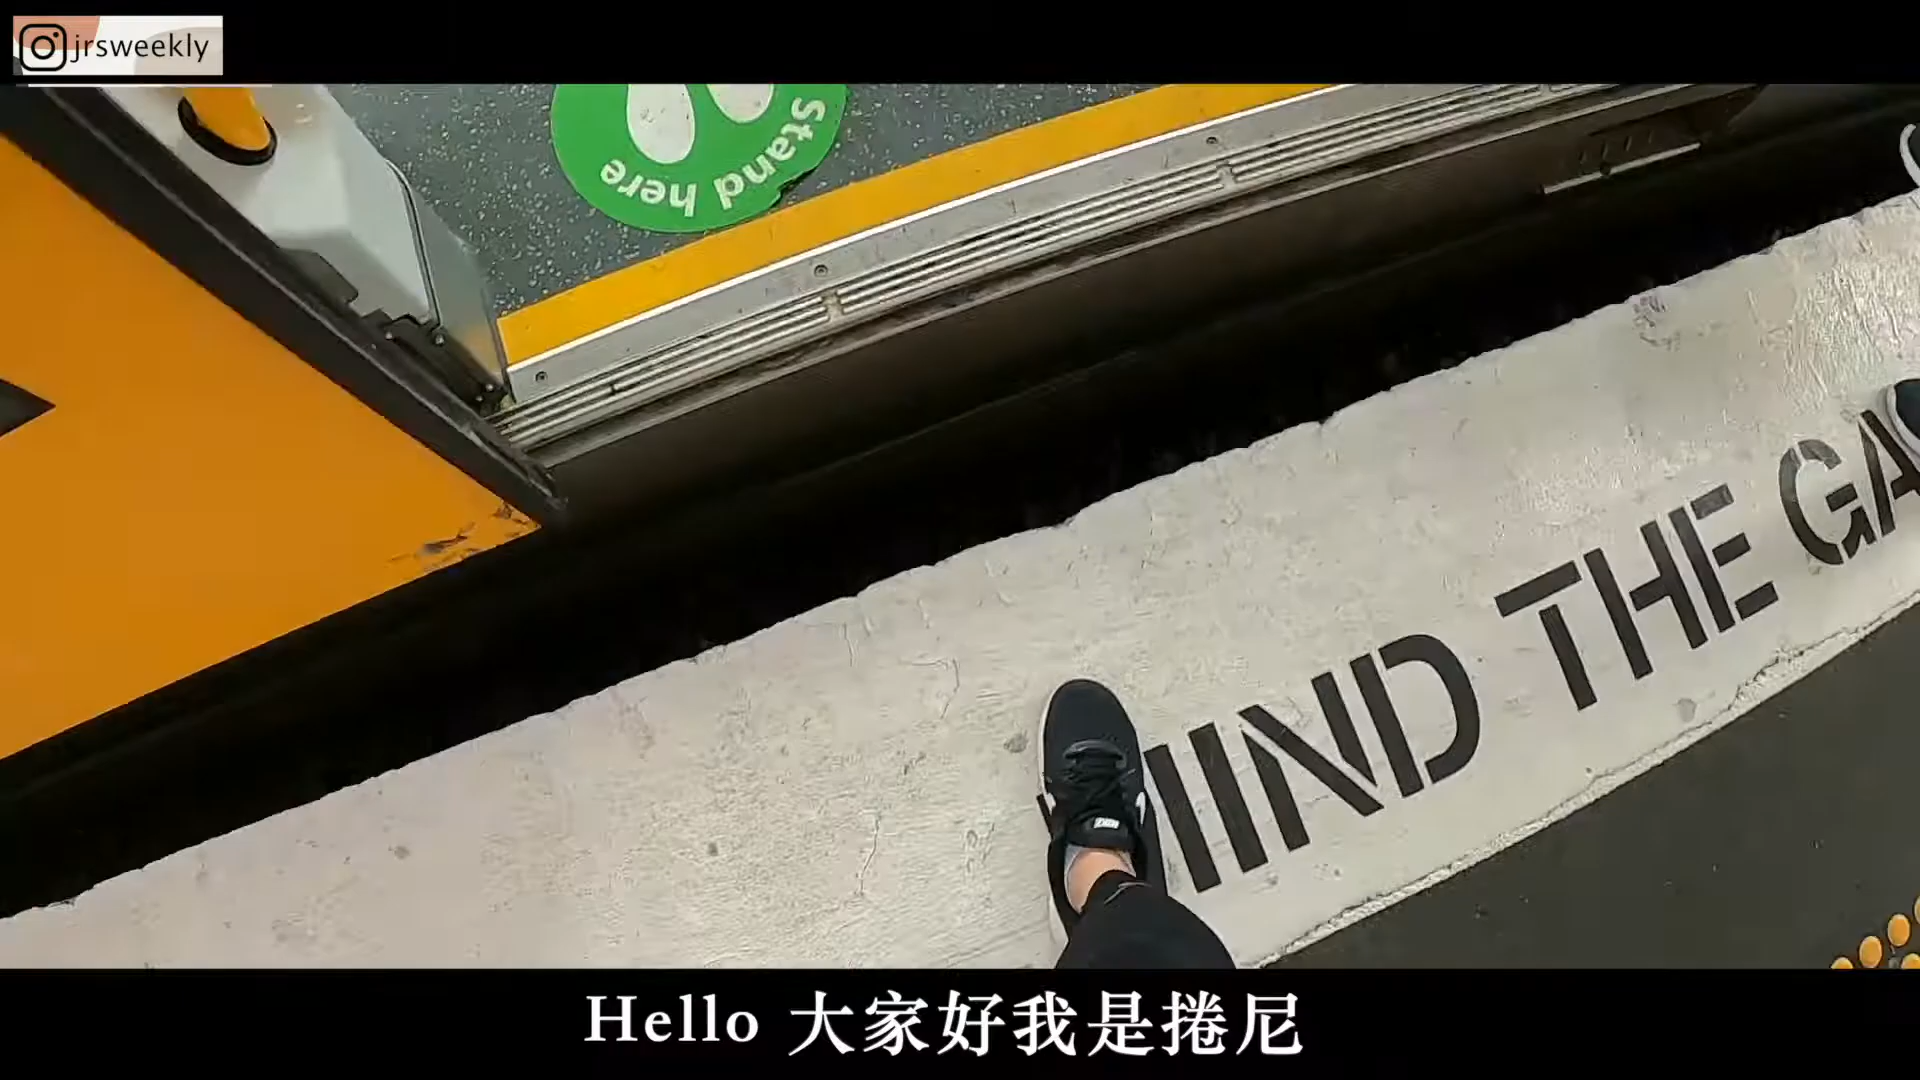 jrsweekly
Stand here
MIND THE GA
Hello 大家好我是捲尼